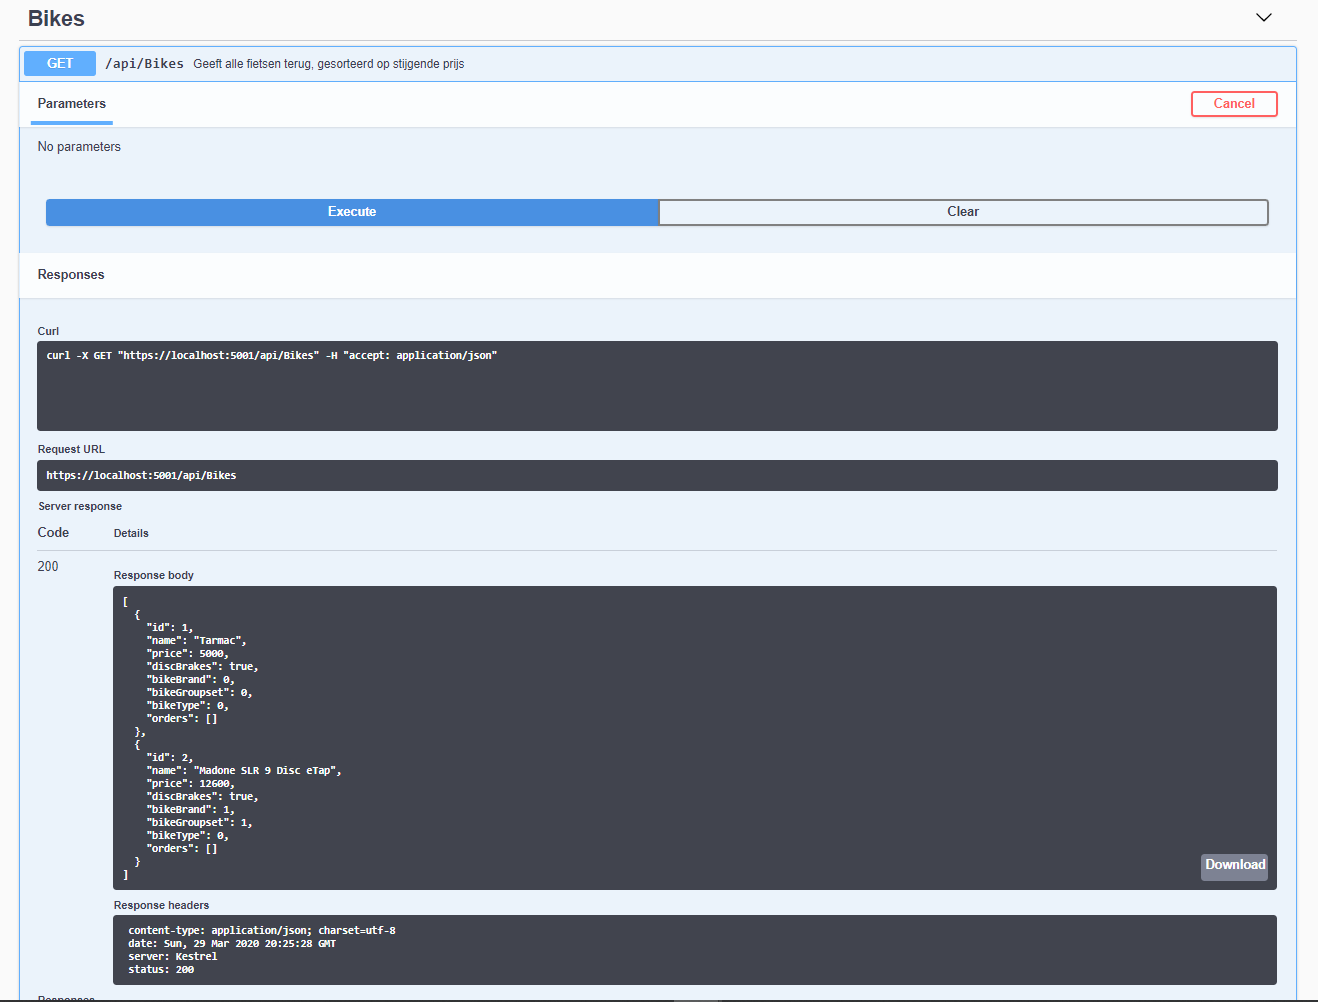 Bikes
GET /api/Bikes Geeft alle fietsen terug, gesorteerd op stijgende prijs
Parameters Cancel
No parameters
Execute Clear
Responses
Curl
curl -X GET "https://localhost:5001/api/Bikes" -H "accept: application/json"
Request URL
https://localhost:5001/api/Bikes
Server response
Code Details
200
Response body
[
  {
    "id": 1,
    "name": "Tarmac",
    "price": 5000,
    "discBrakes": true,
    "bikeBrand": 0,
    "bikeGroupset": 0,
    "bikeType": 0,
    "orders": []
  },
  {
    "id": 2,
    "name": "Madone SLR 9 Disc eTap",
    "price": 12600,
    "discBrakes": true,
    "bikeBrand": 1,
    "bikeGroupset": 1,
    "bikeType": 0,
    "orders": []
  }
]
Download
Response headers
content-type: application/json; charset=utf-8
date: Sun, 29 Mar 2020 20:25:28 GMT
server: Kestrel
status: 200
Responses